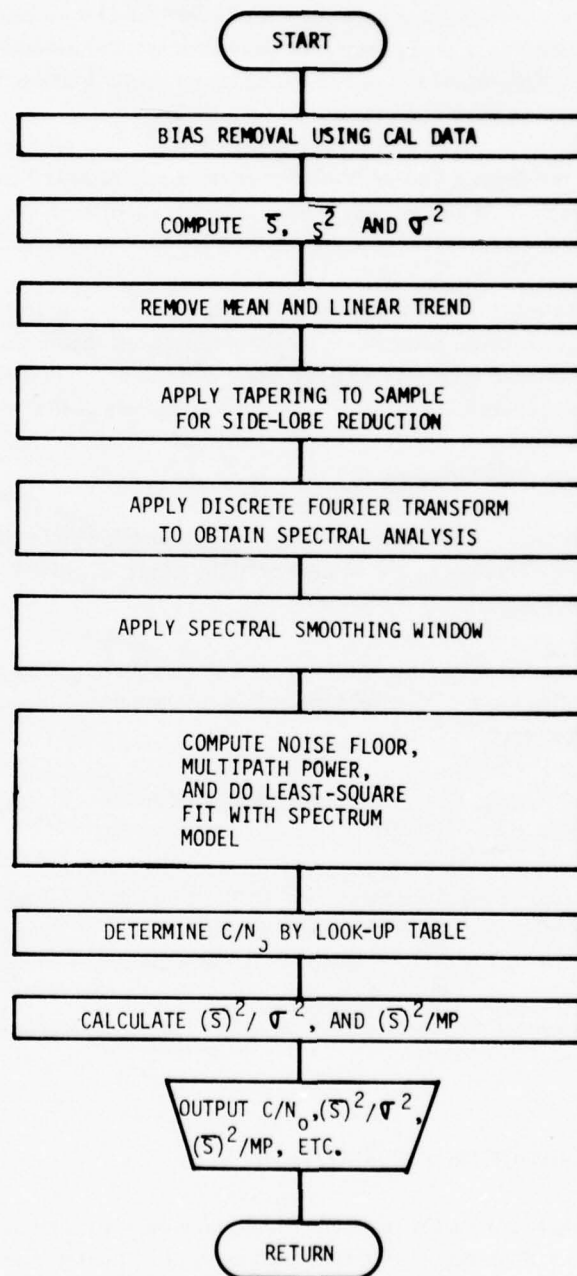 START
BIAS REMOVAL USING CAL DATA
COMPUTE S̅, S̅² AND σ²
REMOVE MEAN AND LINEAR TREND
APPLY TAPERING TO SAMPLE
FOR SIDE-LOBE REDUCTION
APPLY DISCRETE FOURIER TRANSFORM
TO OBTAIN SPECTRAL ANALYSIS
APPLY SPECTRAL SMOOTHING WINDOW
COMPUTE NOISE FLOOR,
MULTIPATH POWER,
AND DO LEAST-SQUARE
FIT WITH SPECTRUM
MODEL
DETERMINE C/N₀ BY LOOK-UP TABLE
CALCULATE (S̅)²/ σ², AND (S̅)²/MP
OUTPUT C/N₀,(S̅)²/σ²,
(S̅)²/MP, ETC.
RETURN